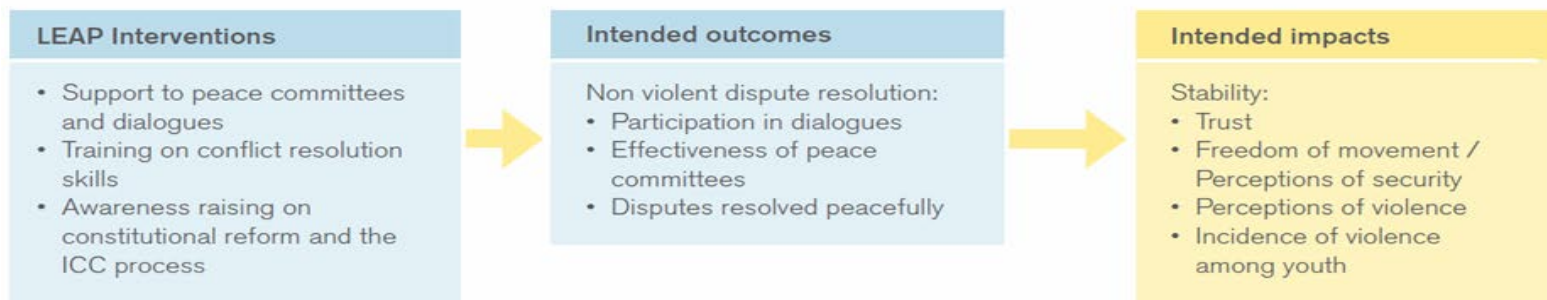 LEAP Interventions
• Support to peace committees
and dialogues
• Training on conflict resolution
skills
• Awareness raising on
constitutional reform and the
ICC process
Intended outcomes
Non violent dispute resolution:
• Participation in dialogues
• Effectiveness of peace
committees
• Disputes resolved peacefully
Intended impacts
Stability:
• Trust
• Freedom of movement /
Perceptions of security
• Perceptions of violence
• Incidence of violence
among youth